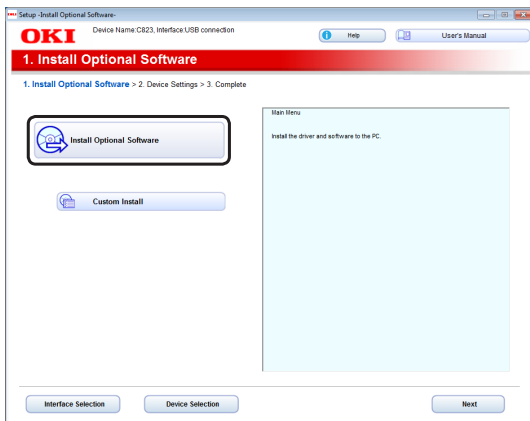 Setup -Install Optional Software-
OKI
Device Name:C823, Interface:USB connection
Help
User's Manual
1. Install Optional Software
1. Install Optional Software > 2. Device Settings > 3. Complete
Install Optional Software
Custom Install
Main Menu
Install the driver and software to the PC.
Interface Selection
Device Selection
Next